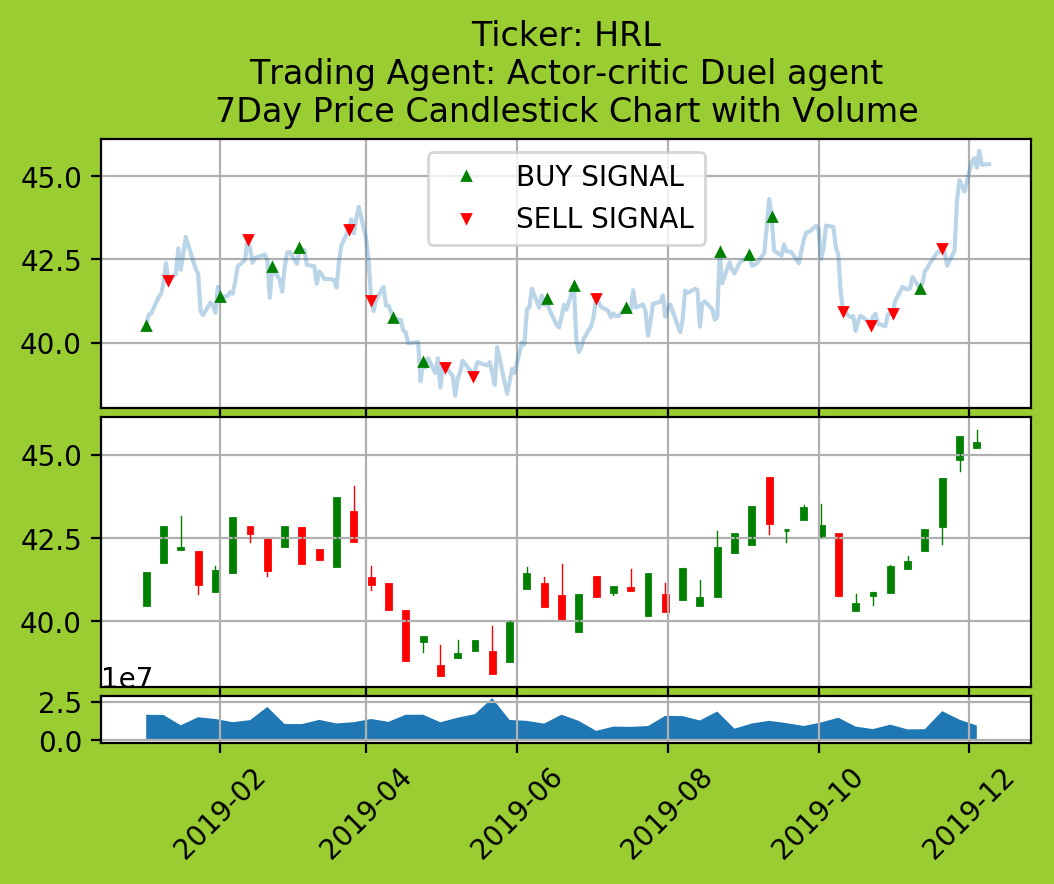 Ticker: HRL
Trading Agent: Actor-critic Duel agent
7Day Price Candlestick Chart with Volume
BUY SIGNAL
SELL SIGNAL
45.0
42.5
40.0
45.0
42.5
40.0
1e7
2.5
0.0
2019-02
2019-04
2019-06
2019-08
2019-10
2019-12